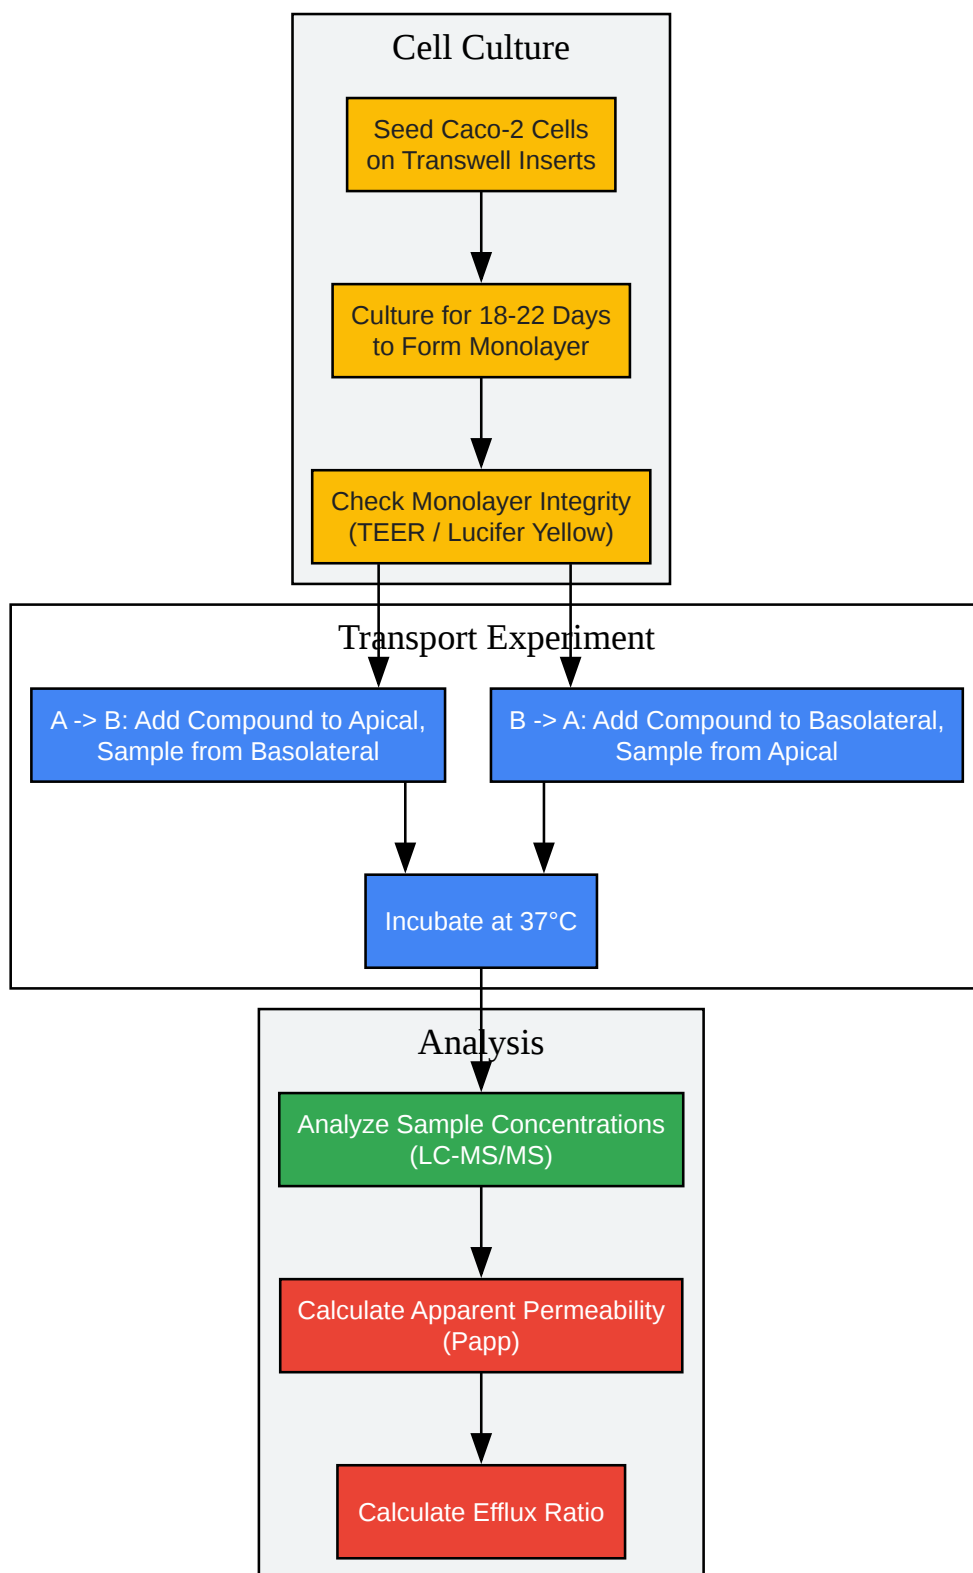 Cell Culture
Seed Caco-2 Cells
on Transwell Inserts
Culture for 18-22 Days
to Form Monolayer
Check Monolayer Integrity
(TEER / Lucifer Yellow)
Transport Experiment
A -> B: Add Compound to Apical,
Sample from Basolateral
B -> A: Add Compound to Basolateral,
Sample from Apical
Incubate at 37°C
Analysis
Analyze Sample Concentrations
(LC-MS/MS)
Calculate Apparent Permeability
(Papp)
Calculate Efflux Ratio